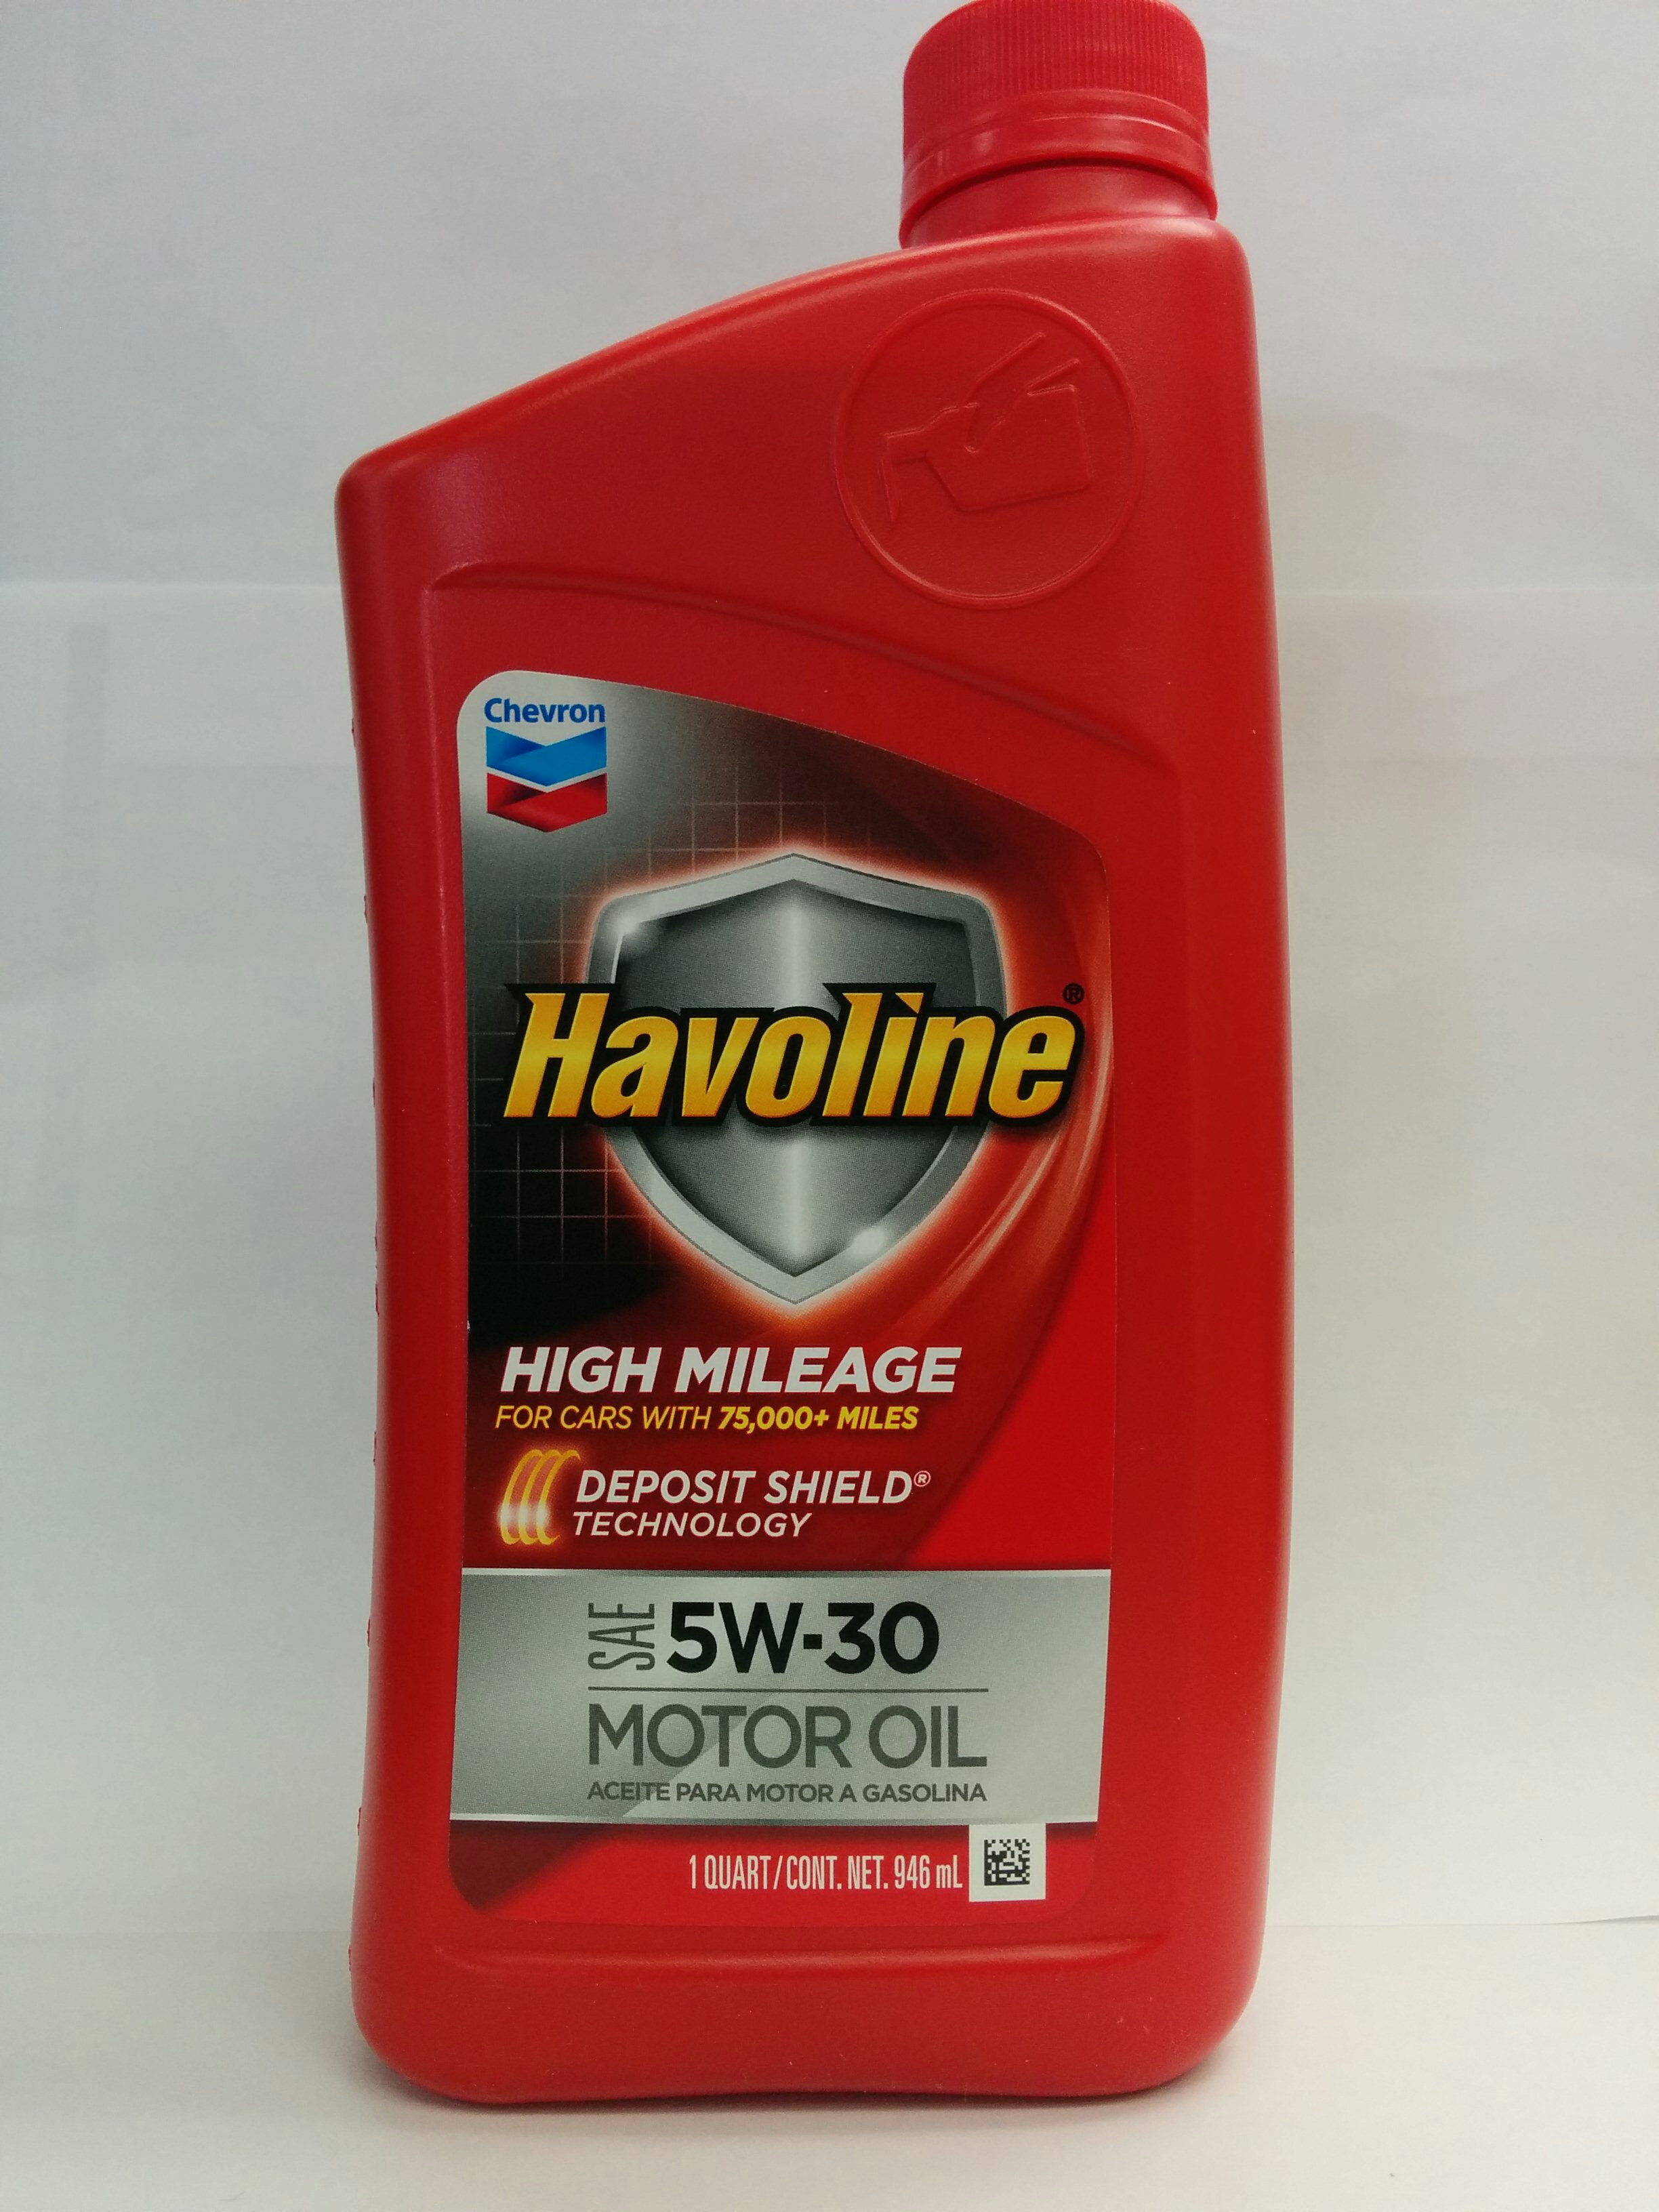 Chevron
Havoline®
HIGH MILEAGE
FOR CARS WITH 75,000+ MILES
DEPOSIT SHIELD®
TECHNOLOGY
SAE 5W-30
MOTOR OIL
ACEITE PARA MOTOR A GASOLINA
1 QUART/CONT. NET. 946 mL